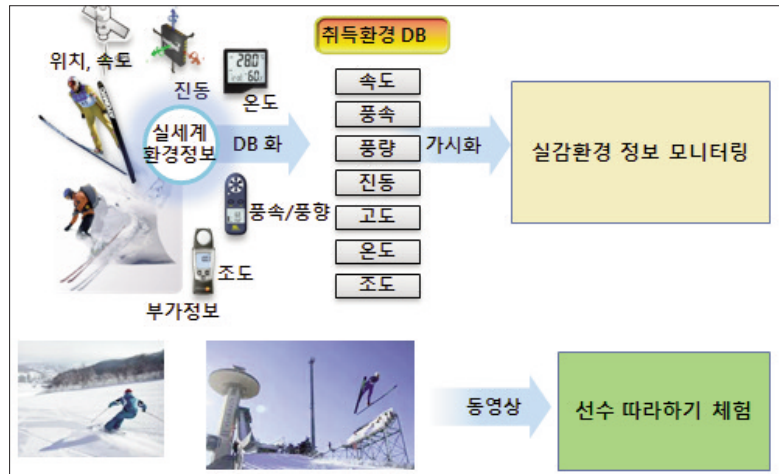 취득환경 DB
위치, 속도
진동
28.0
60
온도
실세계
환경정보
DB 화
풍속/풍향
조도
부가정보
속도
풍속
풍량
진동
고도
온도
조도
가시화
실감환경 정보 모니터링
동영상
선수 따라하기 체험